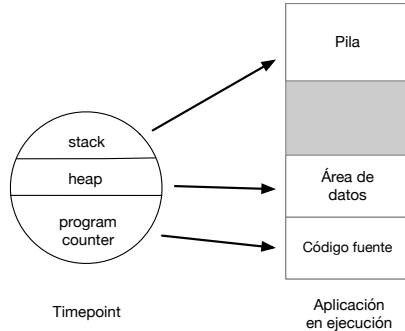 Pila
stack
heap
program
counter
Área de
datos
Código fuente
Timepoint
Aplicación
en ejecución